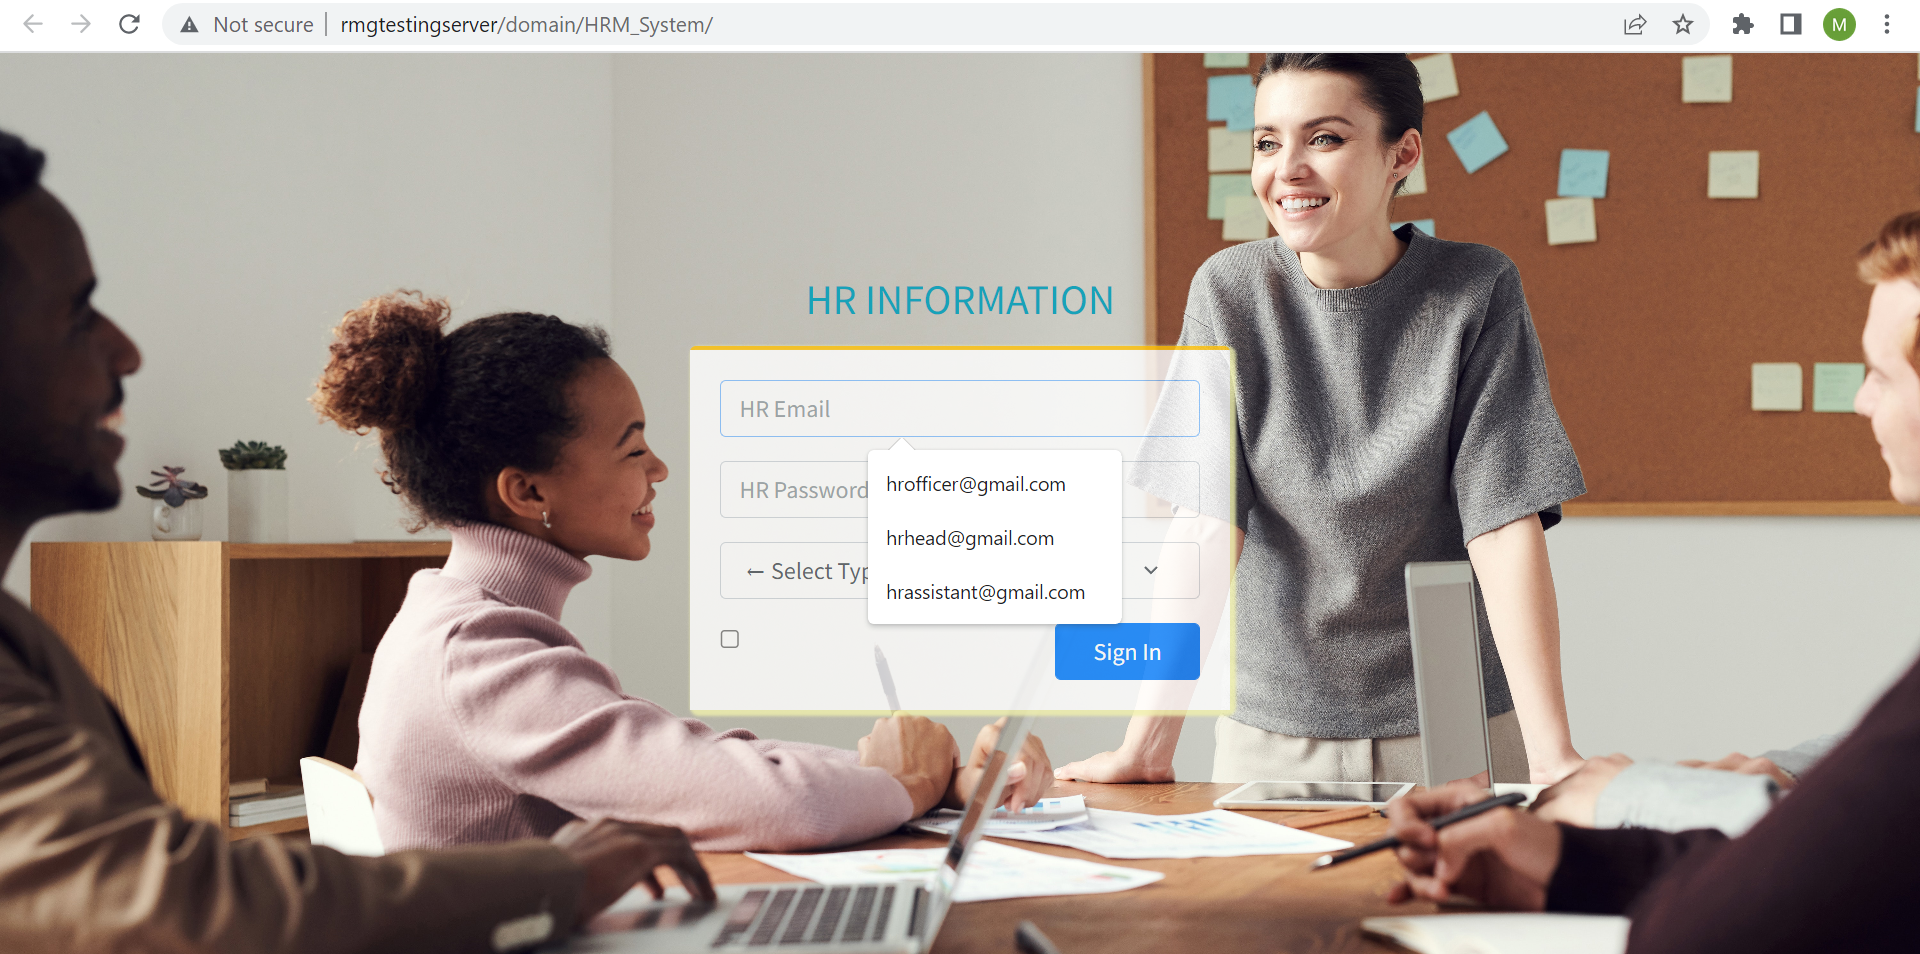 Not secure | rmgtestingserver/domain/HRM_System/
M
HR INFORMATION
HR Email
hrofficer@gmail.com
HR Password
hrhead@gmail.com
← Select Typ
hrassistant@gmail.com
Sign In